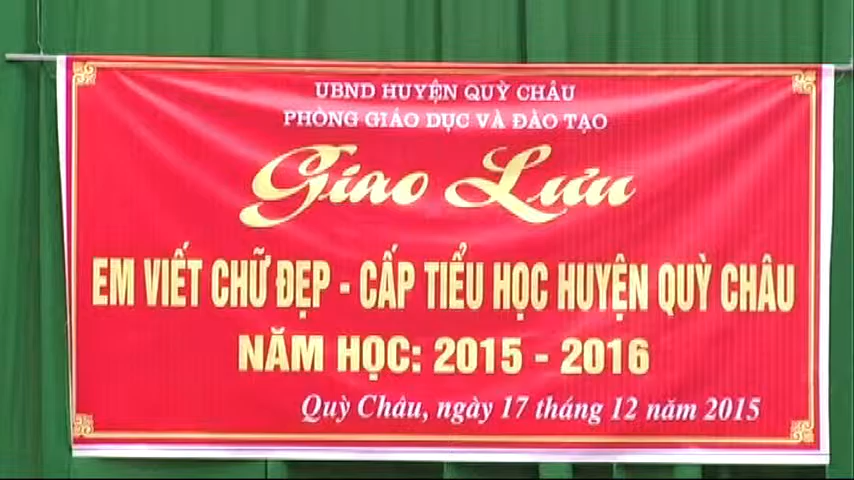 UBND HUYỆN QUỲ CHÂU
PHÒNG GIÁO DỤC VÀ ĐÀO TẠO
Giao Lưu
EM VIẾT CHỮ ĐẸP - CẤP TIỂU HỌC HUYỆN QUỲ CHÂU
NĂM HỌC: 2015 - 2016
Quỳ Châu, ngày 17 tháng 12 năm 2015